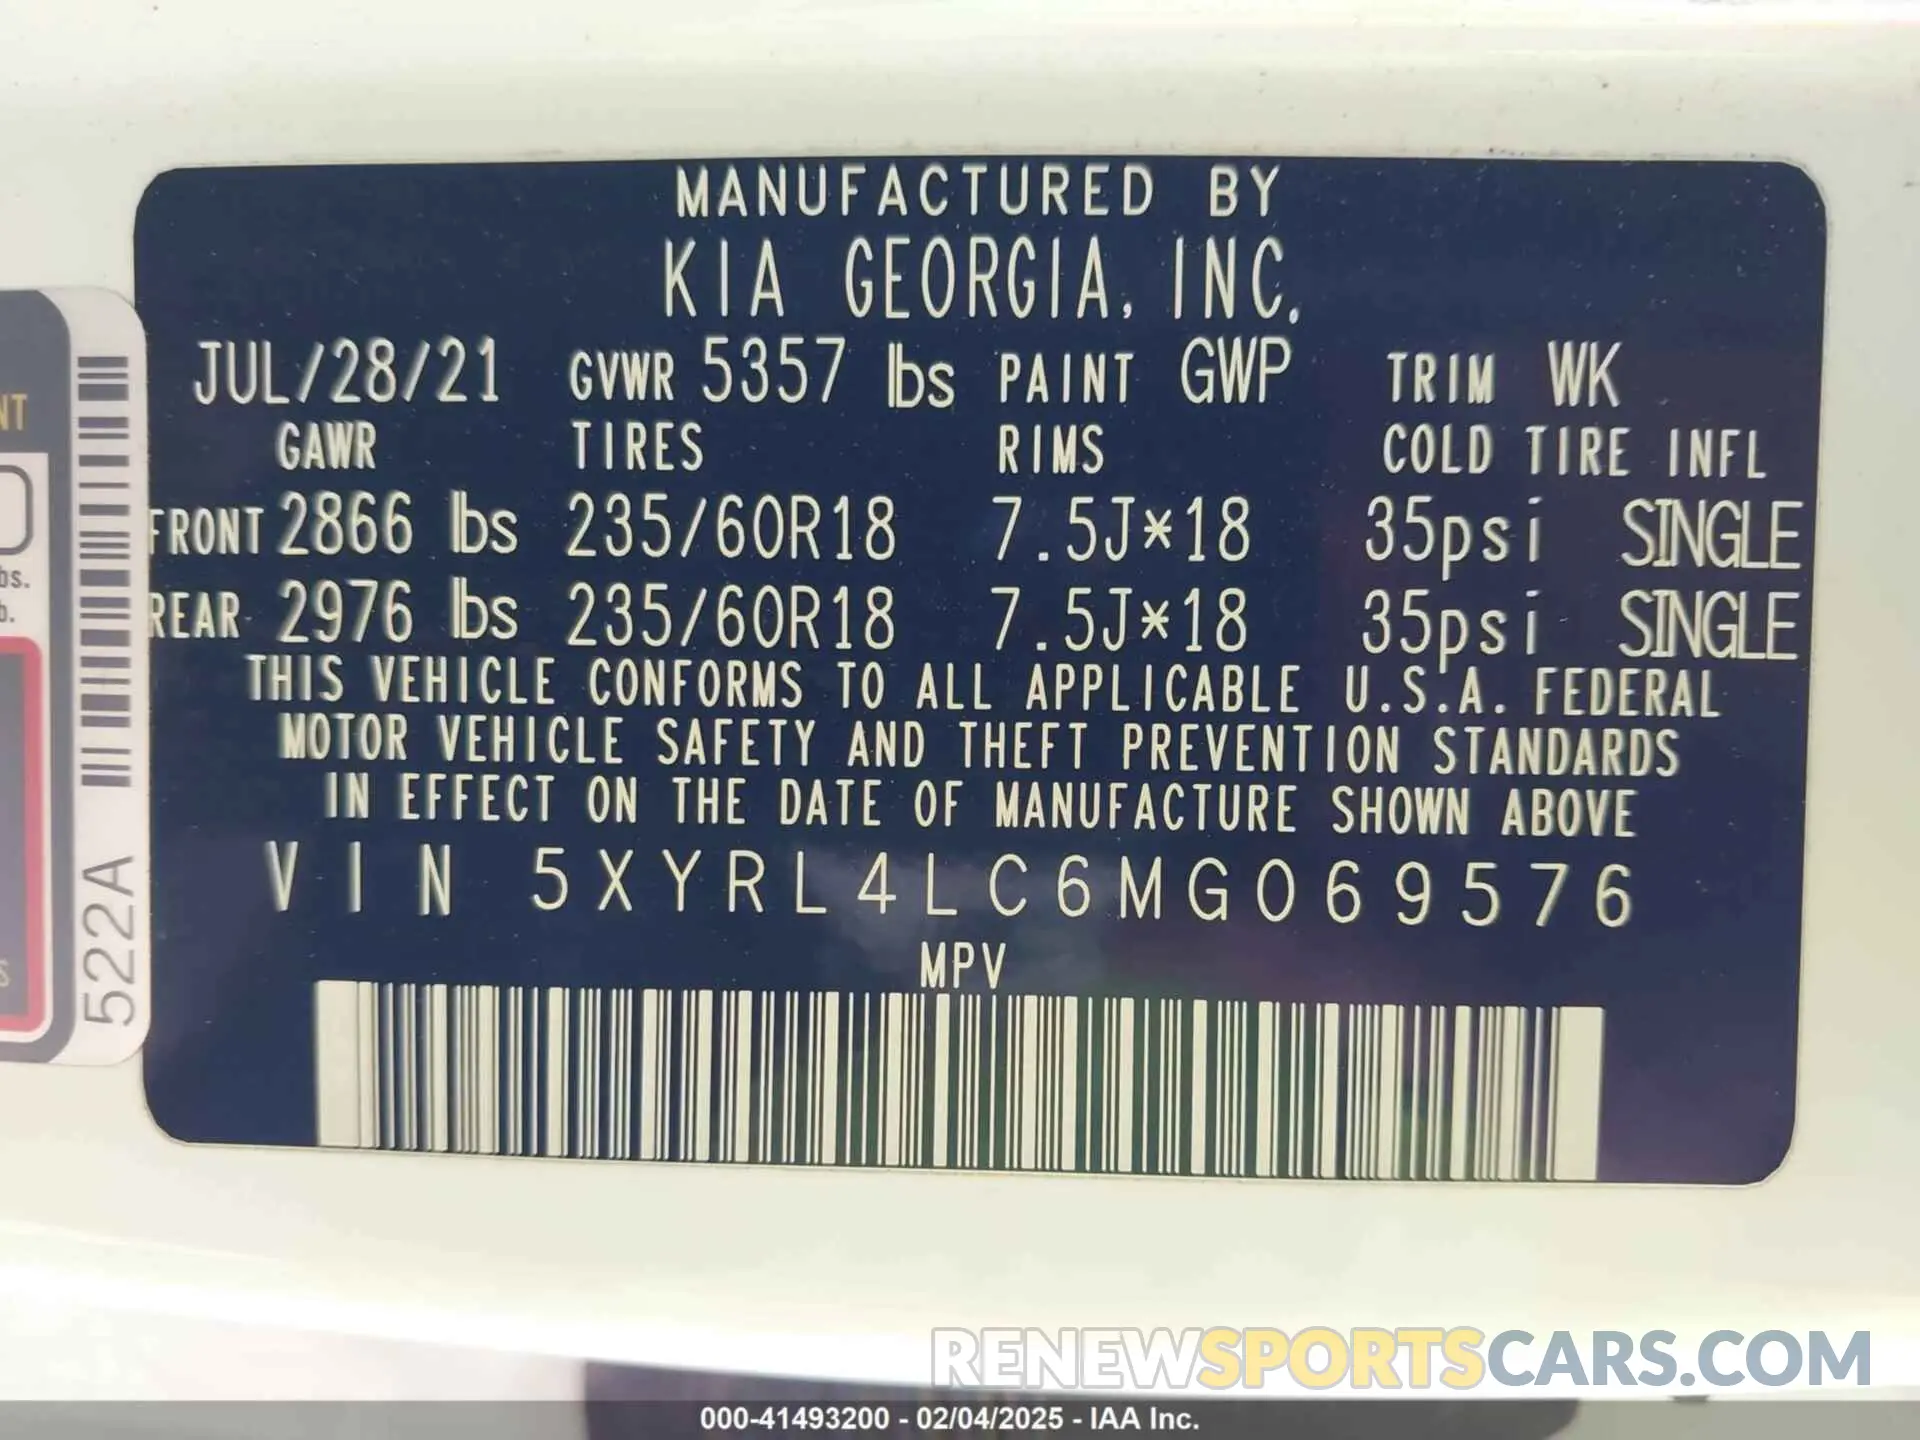 MANUFACTURED BY
KIA GEORGIA, INC.
JUL/28/21 GVWR 5357 lbs PAINT GWP TRIM WK
GAWR TIRES RIMS COLD TIRE INFL
FRONT 2866 lbs 235/60R18 7.5J*18 35psi SINGLE
REAR 2976 lbs 235/60R18 7.5J*18 35psi SINGLE
THIS VEHICLE CONFORMS TO ALL APPLICABLE U.S.A. FEDERAL
MOTOR VEHICLE SAFETY AND THEFT PREVENTION STANDARDS
IN EFFECT ON THE DATE OF MANUFACTURE SHOWN ABOVE
VIN 5XYRL4LC6MG069576
MPV
522A
NT
bs.
b.
S
RENEWSPORTSCARS.COM
000-41493200 - 02/04/2025 - IAA Inc.